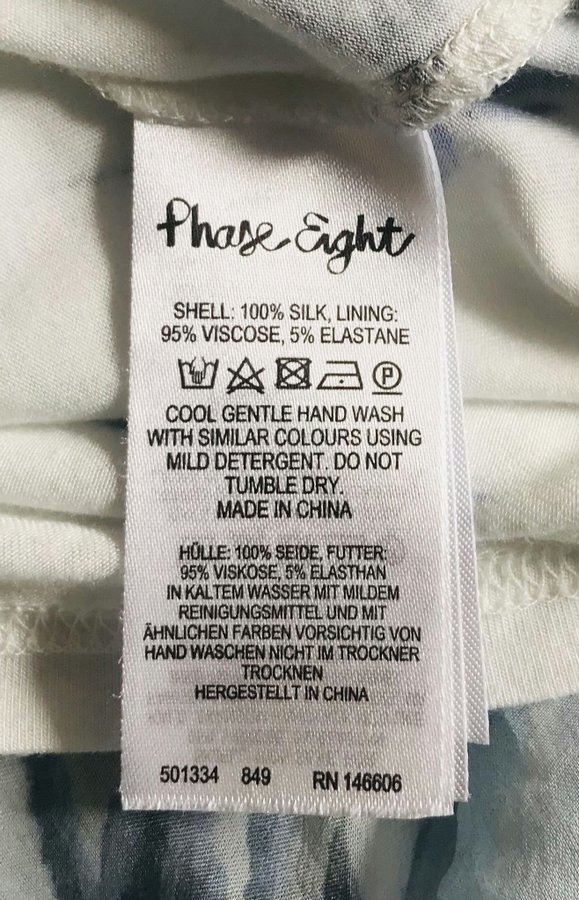 Phase Eight
SHELL: 100% SILK, LINING:
95% VISCOSE, 5% ELASTANE
P
COOL GENTLE HAND WASH
WITH SIMILAR COLOURS USING
MILD DETERGENT. DO NOT
TUMBLE DRY.
MADE IN CHINA
HÜLLE: 100% SEIDE, FUTTER:
95% VISKOSE, 5% ELASTHAN
IN KALTEM WASSER MIT MILDEM
REINIGUNGSMITTEL UND MIT
ÄHNLICHEN FARBEN VORSICHTIG VON
HAND WASCHEN NICHT IM TROCKNER
TROCKNEN
HERGESTELLT IN CHINA
501334 849 RN 146606